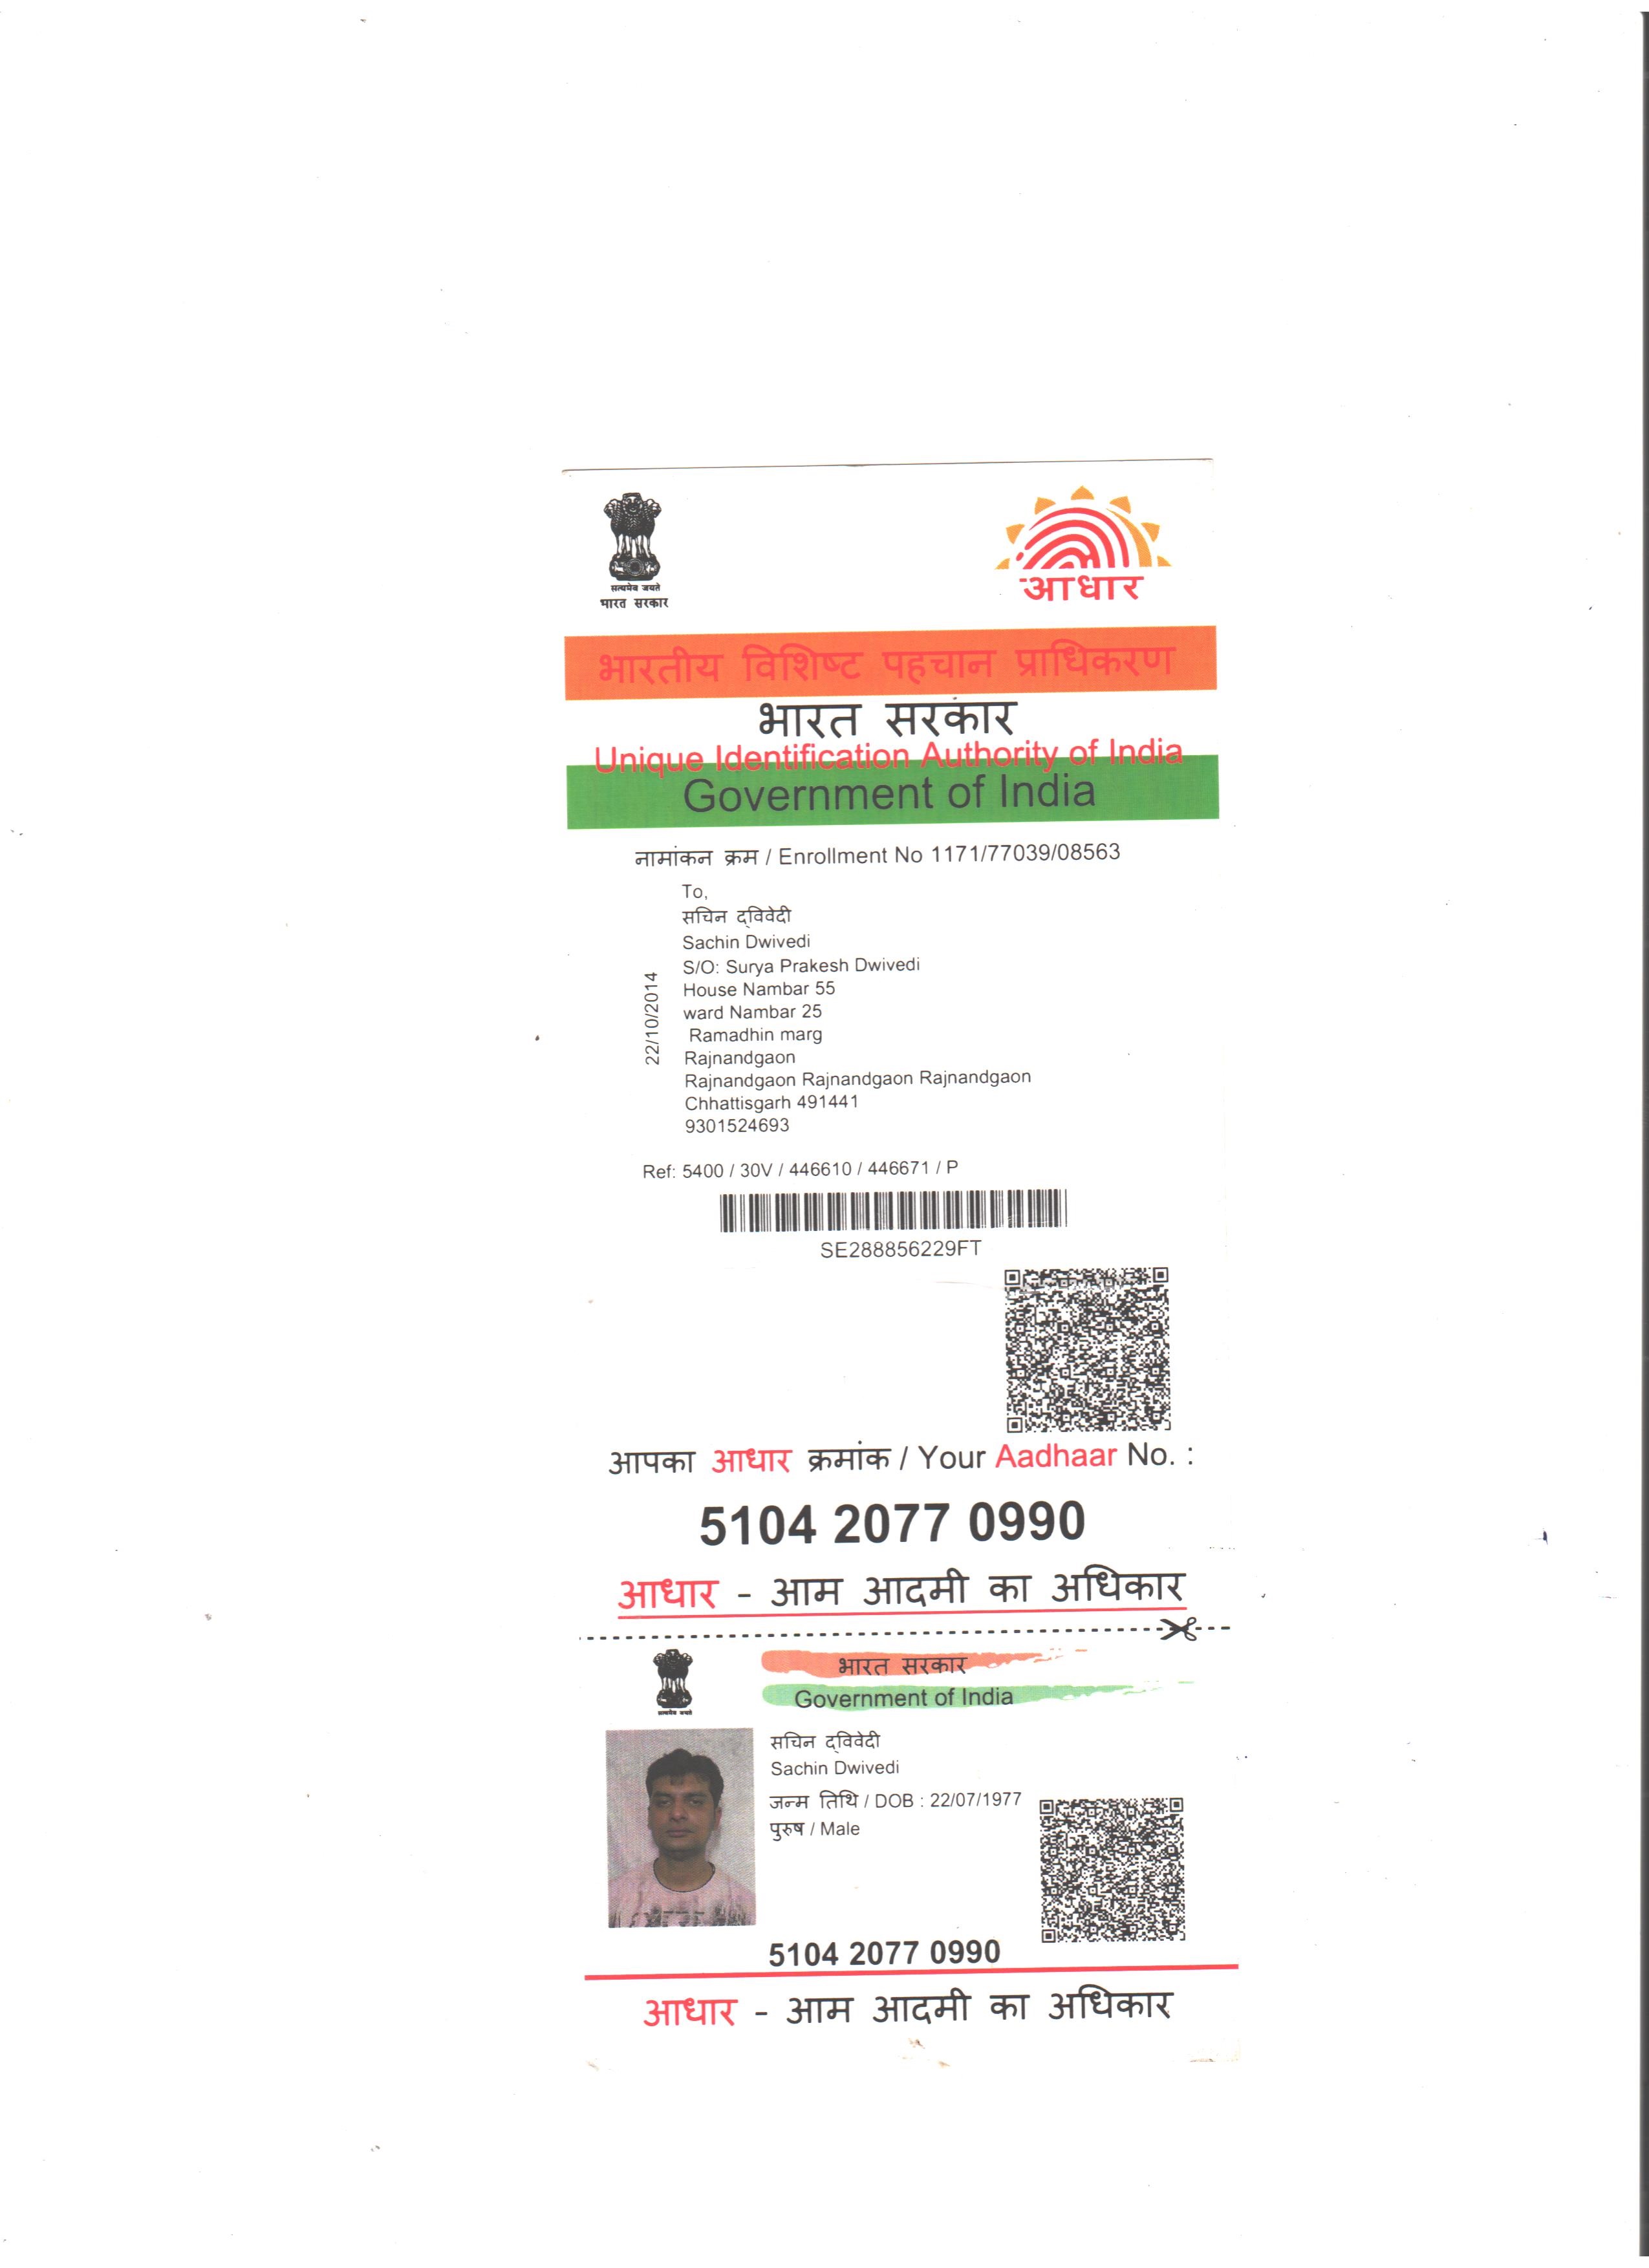 सत्यमेव जयते
भारत सरकार
आधार
भारतीय विशिष्ट पहचान प्राधिकरण
भारत सरकार
Unique Identification Authority of India
Government of India
नामांकन क्रम / Enrollment No 1171/77039/08563
To,
सचिन द्विवेदी
Sachin Dwivedi
S/O: Surya Prakesh Dwivedi
House Nambar 55
ward Nambar 25
Ramadhin marg
Rajnandgaon
Rajnandgaon Rajnandgaon Rajnandgaon
Chhattisgarh 491441
9301524693
22/10/2014
Ref: 5400 / 30V / 446610 / 446671 / P
SE288856229FT
आपका आधार क्रमांक / Your Aadhaar No. :
5104 2077 0990
आधार - आम आदमी का अधिकार
सत्यमेव जयते
भारत सरकार
Government of India
सचिन द्विवेदी
Sachin Dwivedi
जन्म तिथि / DOB : 22/07/1977
पुरुष / Male
5104 2077 0990
आधार - आम आदमी का अधिकार